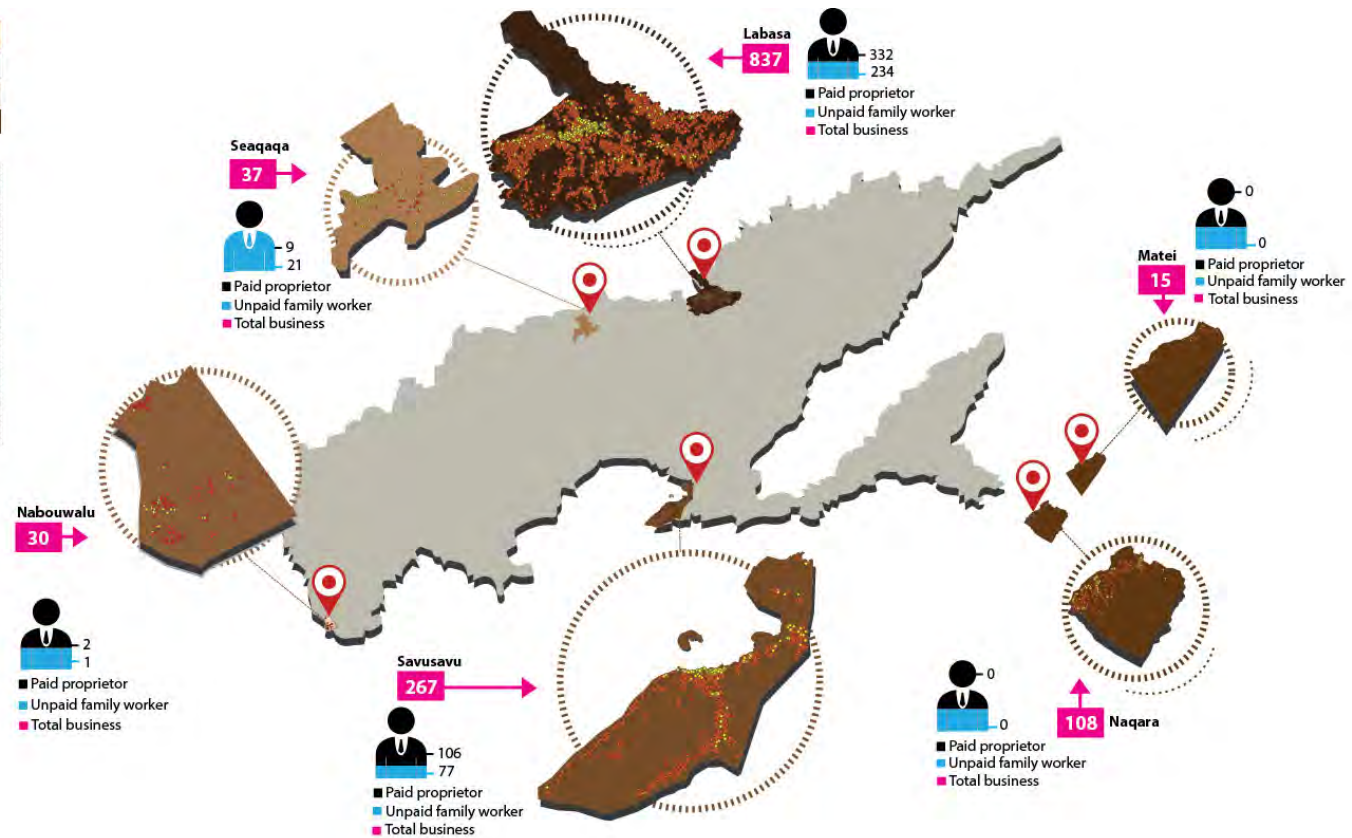 Labasa
837
332
234
Paid proprietor
Unpaid family worker
Total business
Seaqaqa
37
9
21
Paid proprietor
Unpaid family worker
Total business
Matei
15
0
0
Paid proprietor
Unpaid family worker
Total business
Nabouwalu
30
2
1
Paid proprietor
Unpaid family worker
Total business
Savusavu
267
106
77
Paid proprietor
Unpaid family worker
Total business
0
0
108 Naqara
Paid proprietor
Unpaid family worker
Total business